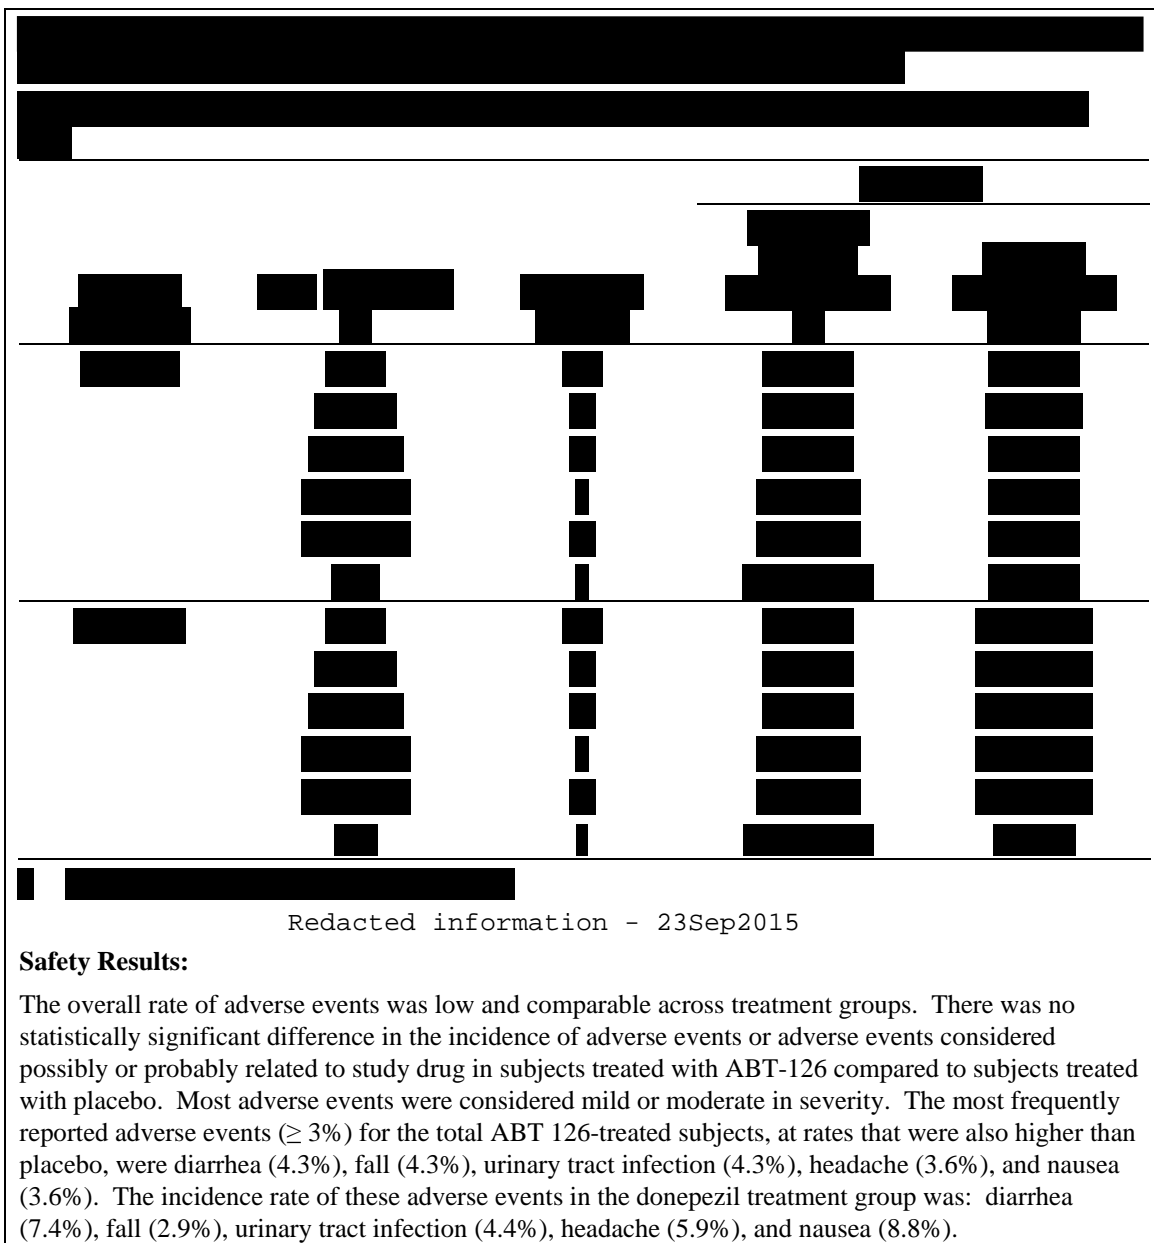 Redacted information - 23Sep2015
Safety Results:
The overall rate of adverse events was low and comparable across treatment groups.  There was no
statistically significant difference in the incidence of adverse events or adverse events considered
possibly or probably related to study drug in subjects treated with ABT-126 compared to subjects treated
with placebo.  Most adverse events were considered mild or moderate in severity.  The most frequently
reported adverse events (≥ 3%) for the total ABT 126-treated subjects, at rates that were also higher than
placebo, were diarrhea (4.3%), fall (4.3%), urinary tract infection (4.3%), headache (3.6%), and nausea
(3.6%).  The incidence rate of these adverse events in the donepezil treatment group was:  diarrhea
(7.4%), fall (2.9%), urinary tract infection (4.4%), headache (5.9%), and nausea (8.8%).